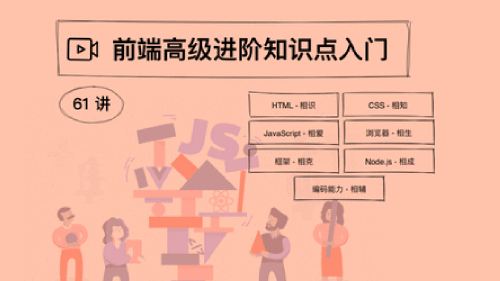 前端高级进阶知识点入门
61 讲
HTML - 相识
CSS - 相知
JavaScript - 相爱
浏览器 - 相生
框架 - 相克
Node.js - 相成
编码能力 - 相辅
JS